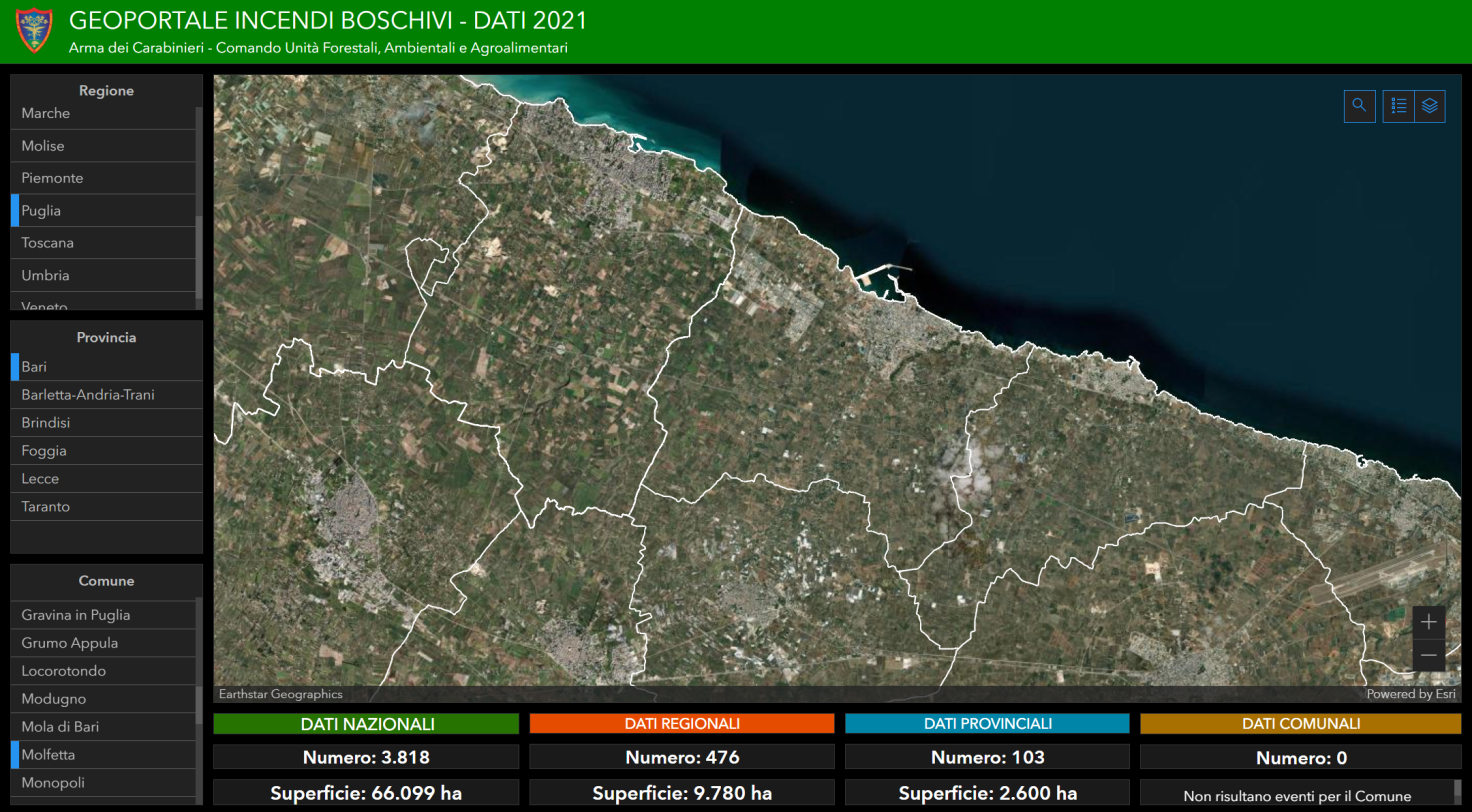 GEOPORTALE INCENDI BOSCHIVI - DATI 2021
Arma dei Carabinieri - Comando Unità Forestali, Ambientali e Agroalimentari
Regione
Marche
Molise
Piemonte
Puglia
Toscana
Umbria
Veneto
Provincia
Bari
Barletta-Andria-Trani
Brindisi
Foggia
Lecce
Taranto
Comune
Gravina in Puglia
Grumo Appula
Locorotondo
Modugno
Mola di Bari
Molfetta
Monopoli
Earthstar Geographics
Powered by Esri
DATI NAZIONALI
Numero: 3.818
Superficie: 66.099 ha
DATI REGIONALI
Numero: 476
Superficie: 9.780 ha
DATI PROVINCIALI
Numero: 103
Superficie: 2.600 ha
DATI COMUNALI
Numero: 0
Non risultano eventi per il Comune